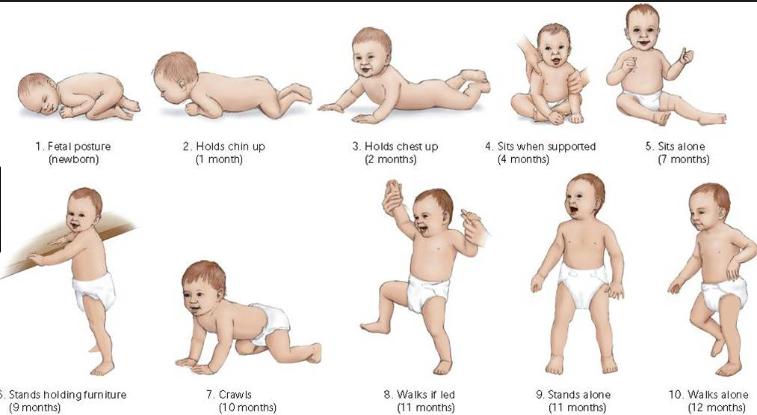 1. Fetal posture
(newborn)
2. Holds chin up
(1 month)
3. Holds chest up
(2 months)
4. Sits when supported
(4 months)
5. Sits alone
(7 months)
6. Stands holding furniture
(9 months)
7. Crawls
(10 months)
8. Walks if led
(11 months)
9. Stands alone
(11 months)
10. Walks alone
(12 months)